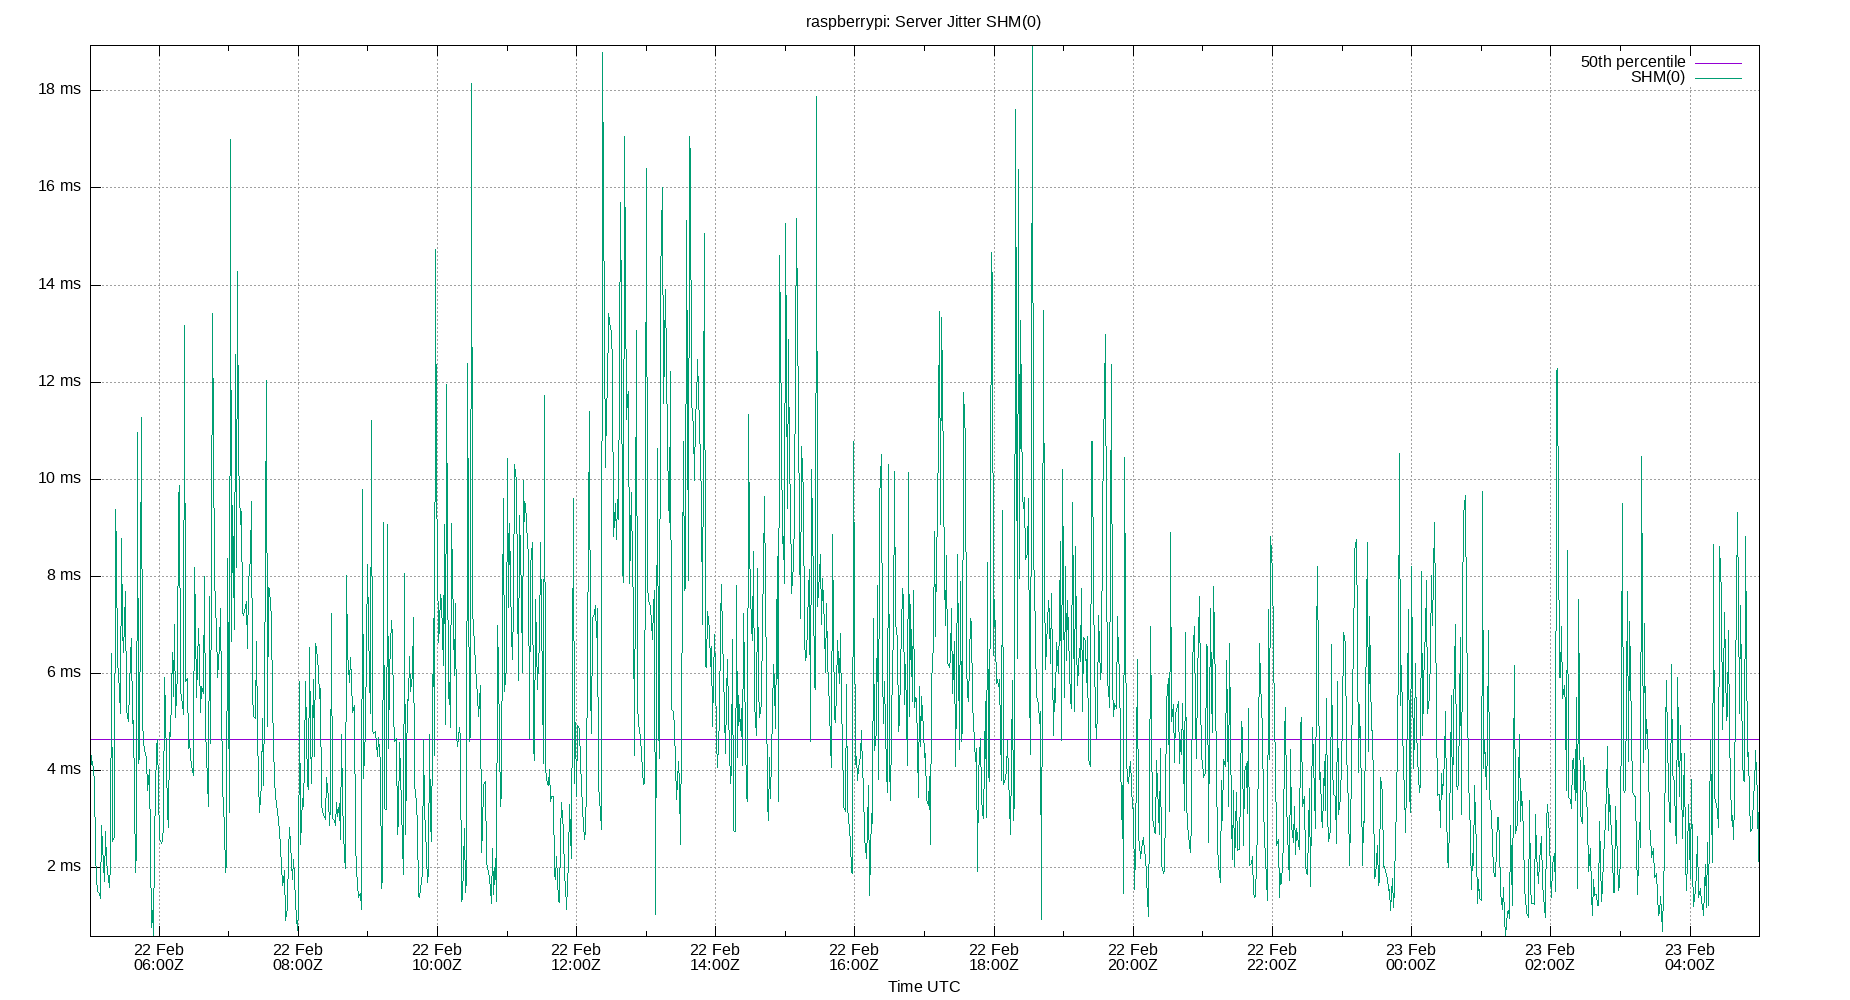 raspberrypi: Server Jitter SHM(0)
50th percentile
SHM(0)
18 ms
16 ms
14 ms
12 ms
10 ms
8 ms
6 ms
4 ms
2 ms
22 Feb 22 Feb 22 Feb 22 Feb 22 Feb 22 Feb 22 Feb 22 Feb 22 Feb 23 Feb 23 Feb 23 Feb
06:00Z 08:00Z 10:00Z 12:00Z 14:00Z 16:00Z 18:00Z 20:00Z 22:00Z 00:00Z 02:00Z 04:00Z
Time UTC